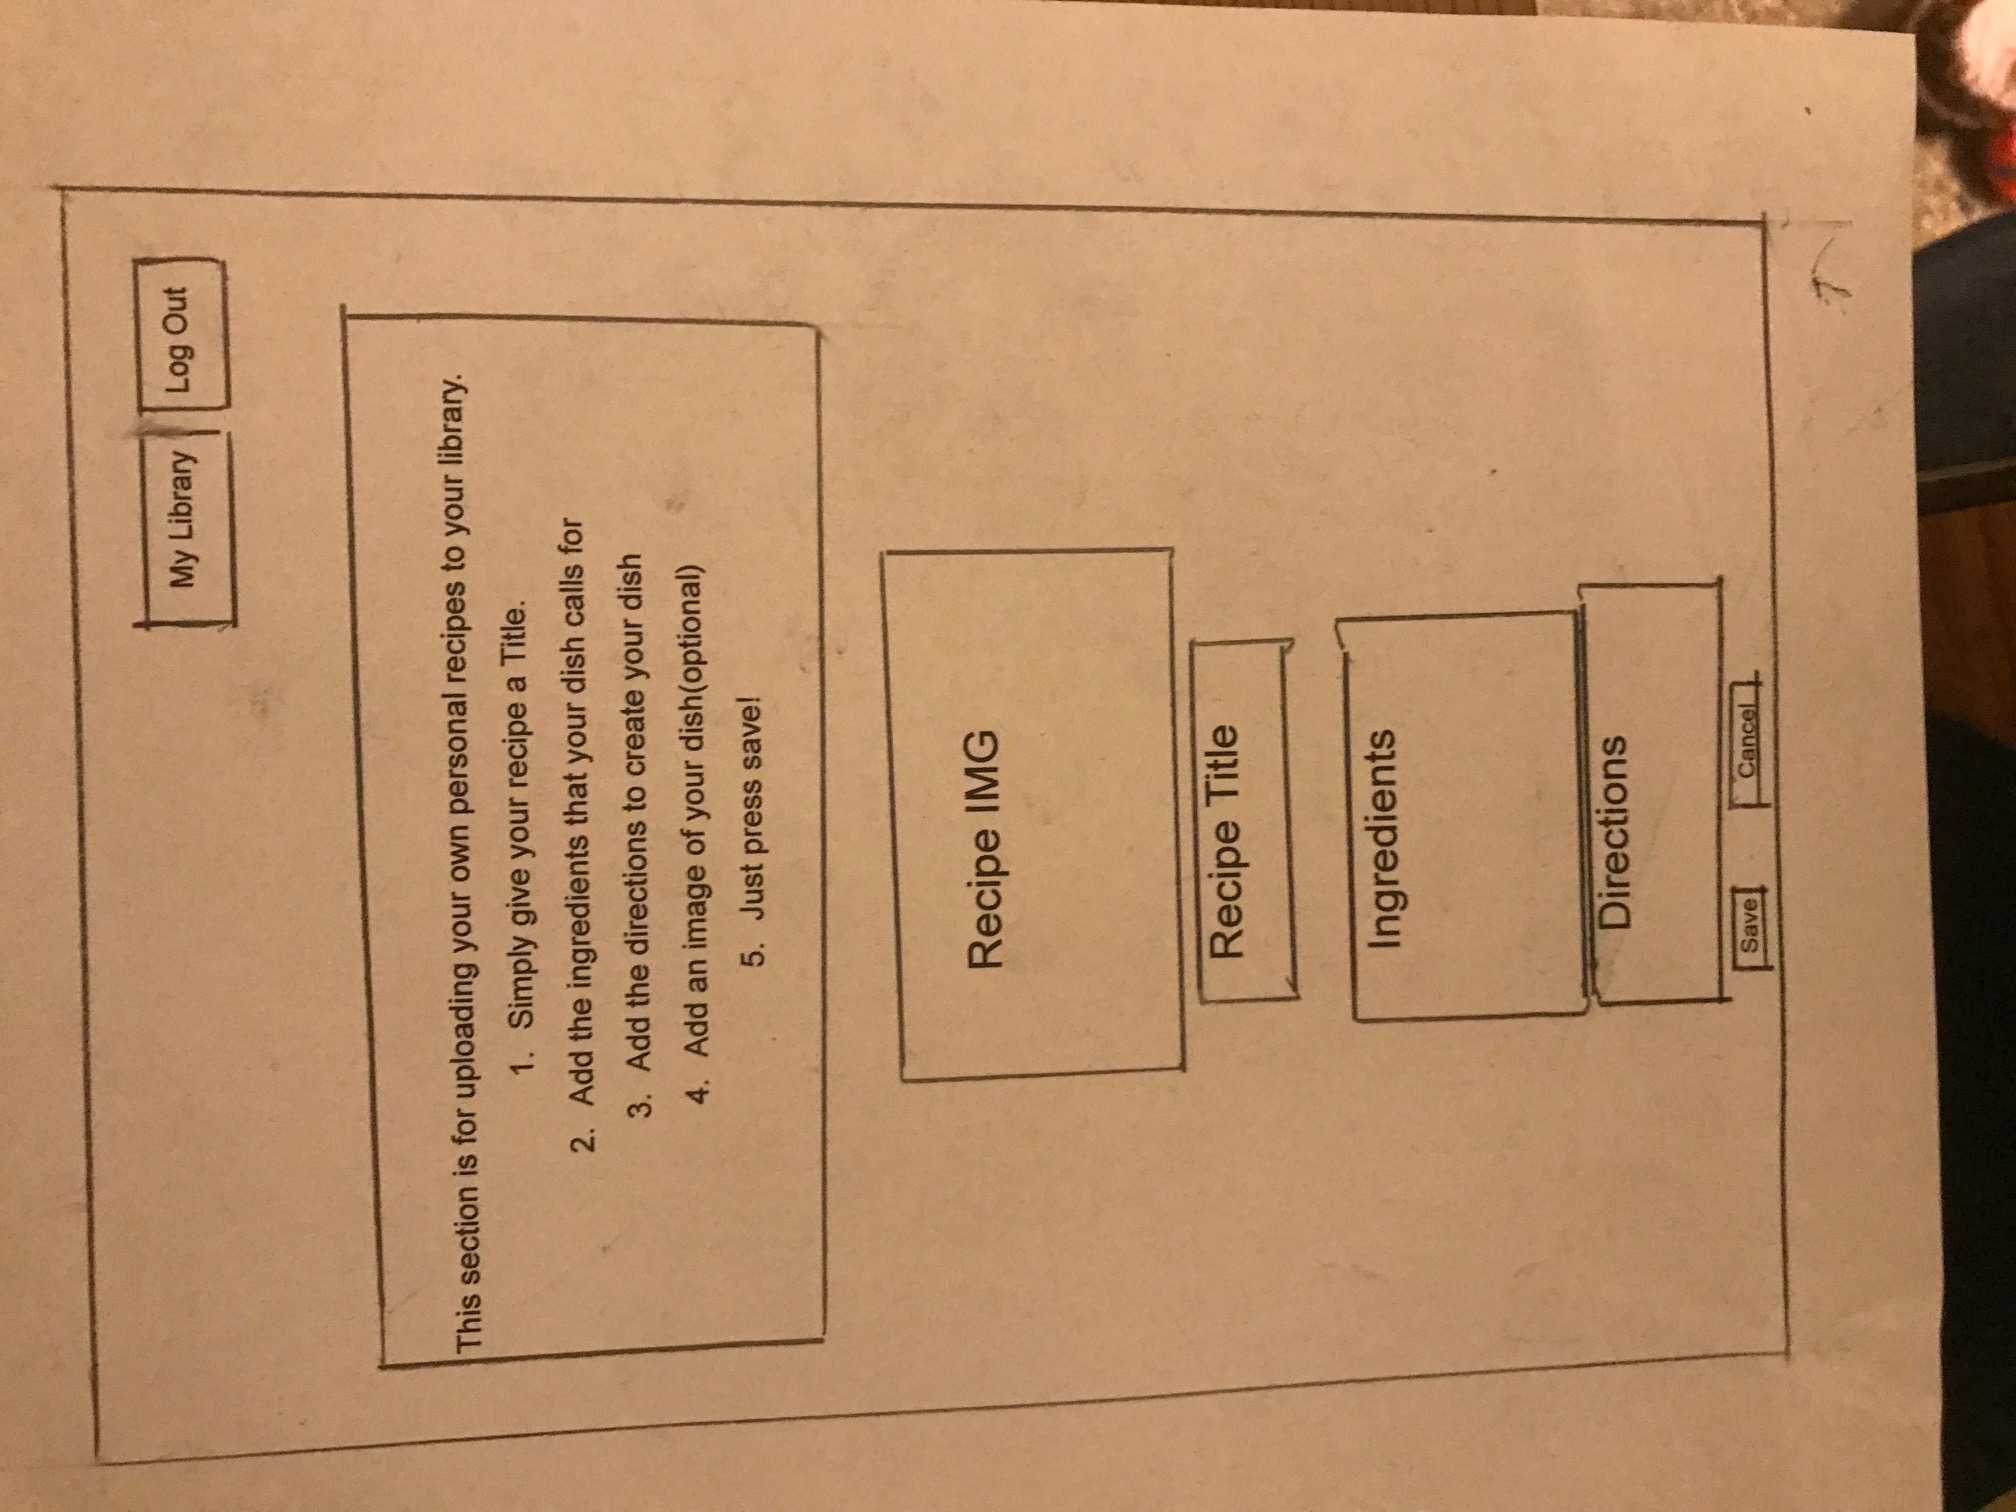 My Library
Log Out
This section is for uploading your own personal recipes to your library.
1. Simply give your recipe a Title.
2. Add the ingredients that your dish calls for
3. Add the directions to create your dish
4. Add an image of your dish(optional)
5. Just press save!
Recipe IMG
Recipe Title
Ingredients
Directions
Save
Cancel